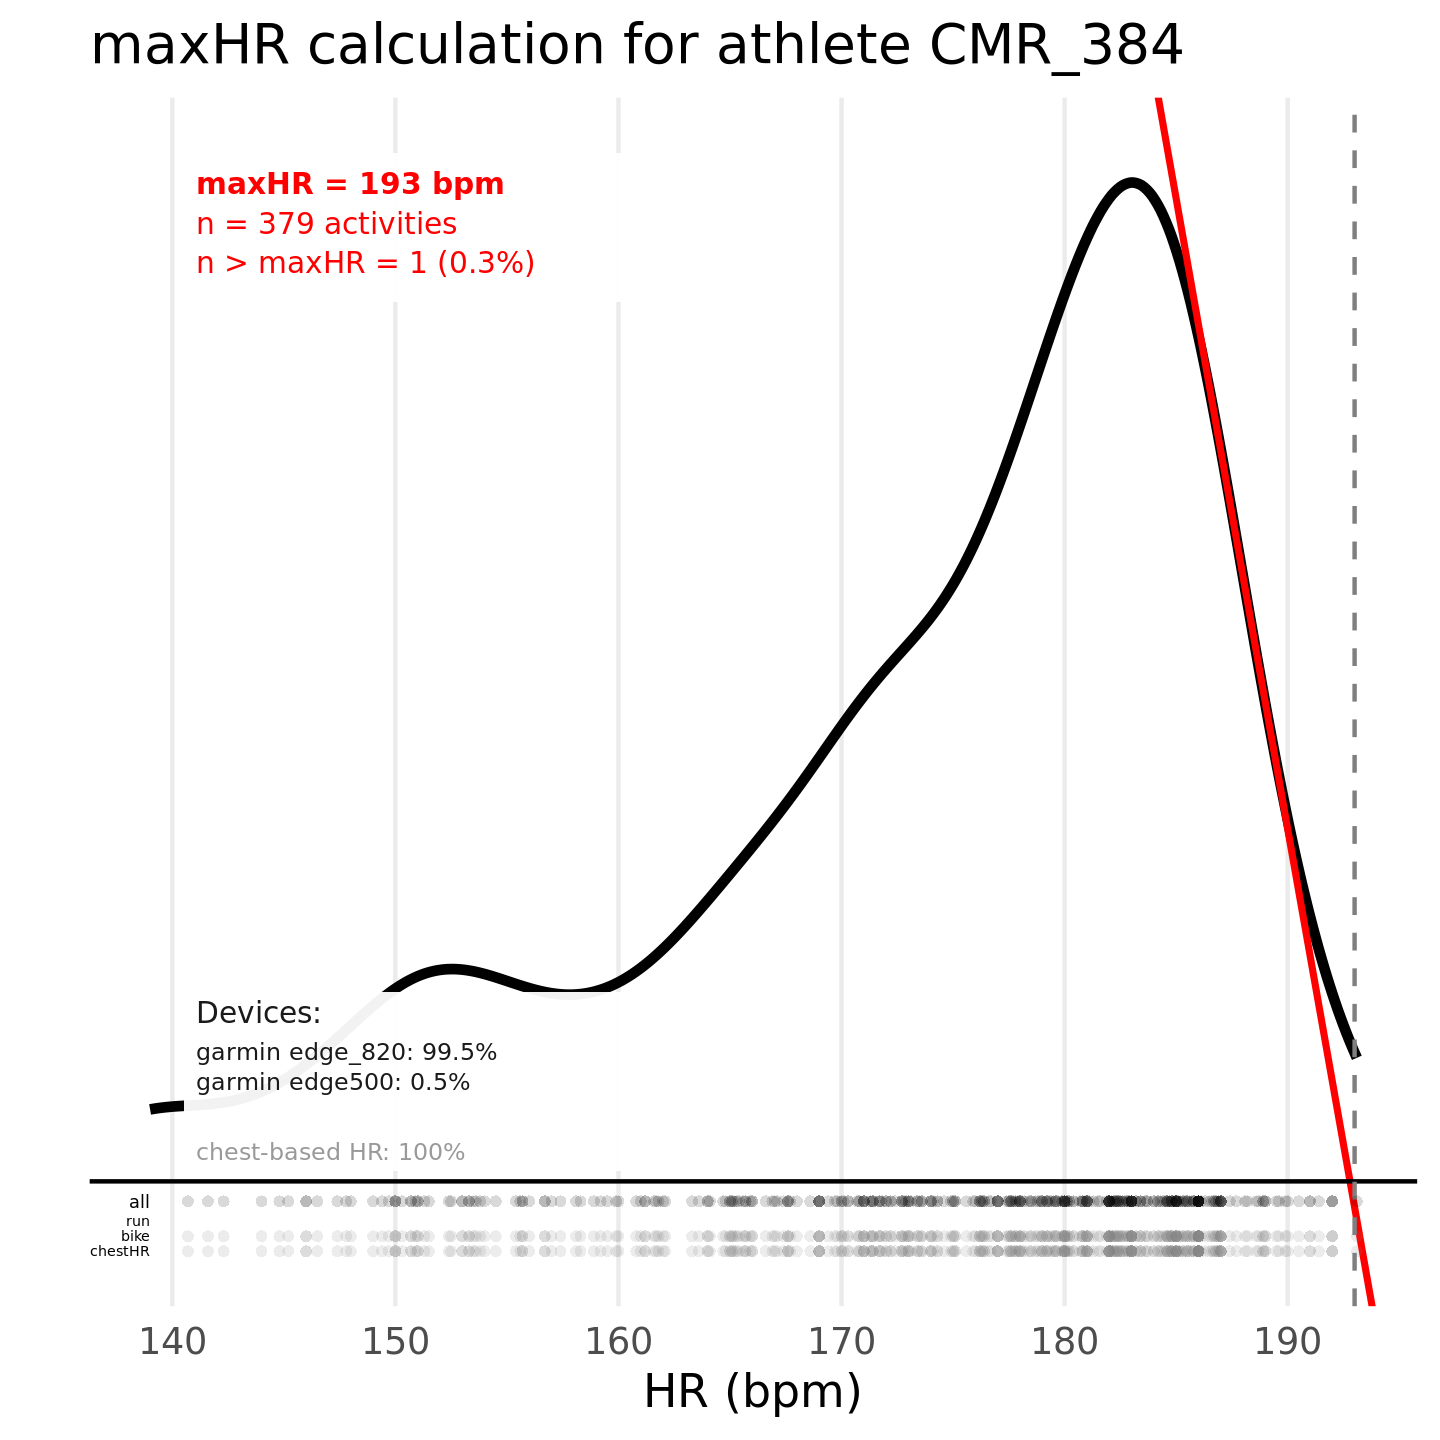 maxHR calculation for athlete CMR_384
maxHR = 193 bpm
n = 379 activities
n > maxHR = 1 (0.3%)
Devices:
garmin edge_820: 99.5%
garmin edge500: 0.5%
chest-based HR: 100%
all
run
bike
chestHR
140 150 160 170 180 190
HR (bpm)